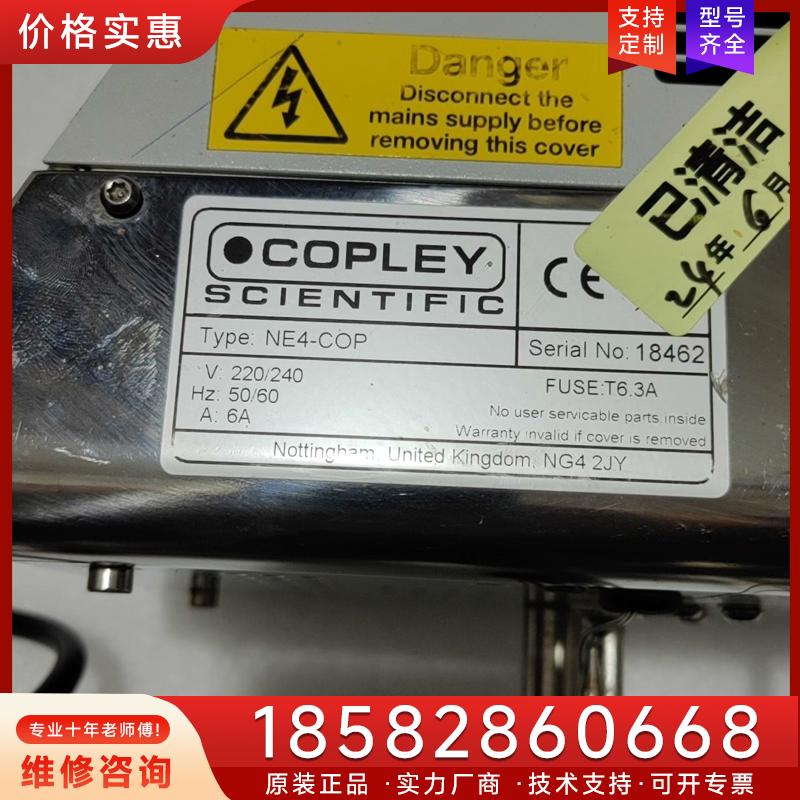 价格实惠
支持
定制
型号
齐全
Danger
Disconnect the
mains supply before
removing this cover
已清洁
COPLEY
SCIENTIFIC
CE
Type: NE4-COP
Serial No: 18462
V: 220/240
Hz: 50/60
A: 6A
FUSE:T6.3A
No user servicable parts inside
Warranty invalid if cover is removed
Nottingham, United Kingdom, NG4 2JY
专业十年老师傅!
维修咨询
18582860668
原装正品·实力厂商·技术支持·可开专票